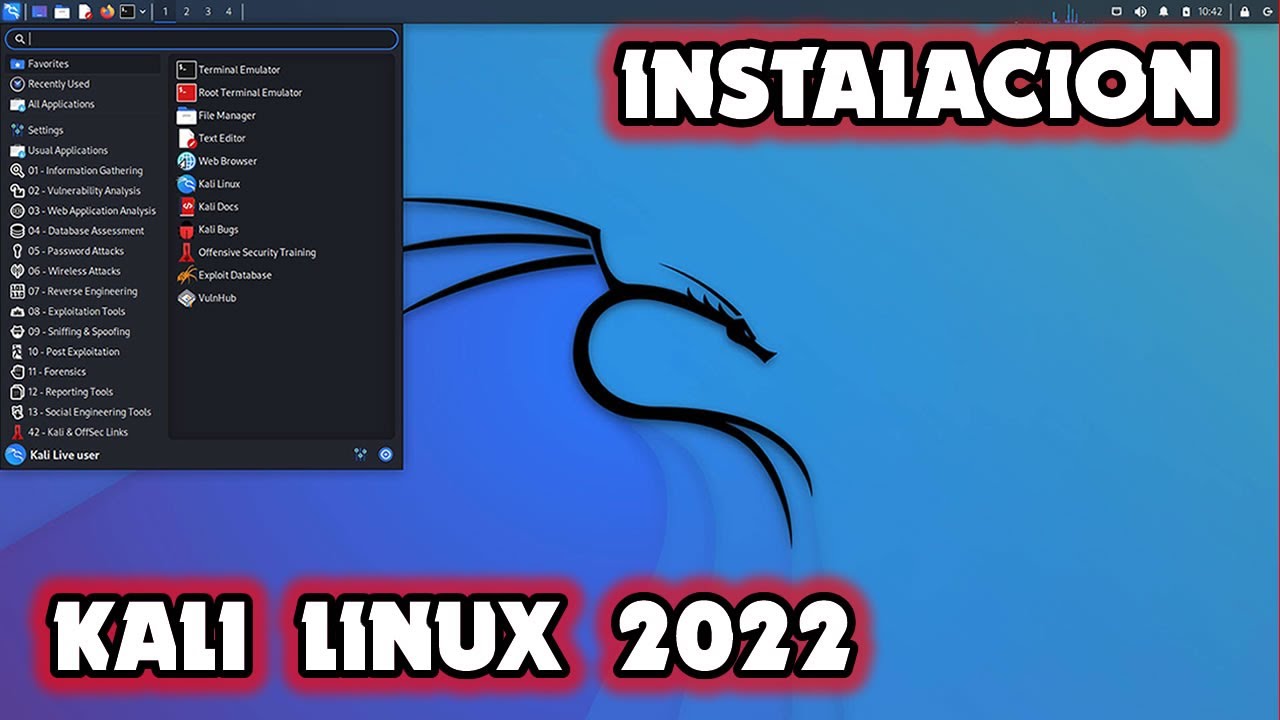 1 2 3 4
10:42
INSTALACION
Favorites
Recently Used
All Applications
Settings
Usual Applications
01 - Information Gathering
02 - Vulnerability Analysis
03 - Web Application Analysis
04 - Database Assessment
05 - Password Attacks
06 - Wireless Attacks
07 - Reverse Engineering
08 - Exploitation Tools
09 - Sniffing & Spoofing
10 - Post Exploitation
11 - Forensics
12 - Reporting Tools
13 - Social Engineering Tools
42 - Kali & OffSec Links
Terminal Emulator
Root Terminal Emulator
File Manager
Text Editor
Web Browser
Kali Linux
Kali Docs
Kali Bugs
Offensive Security Training
Exploit Database
VulnHub
Kali Live user
KALI LINUX 2022